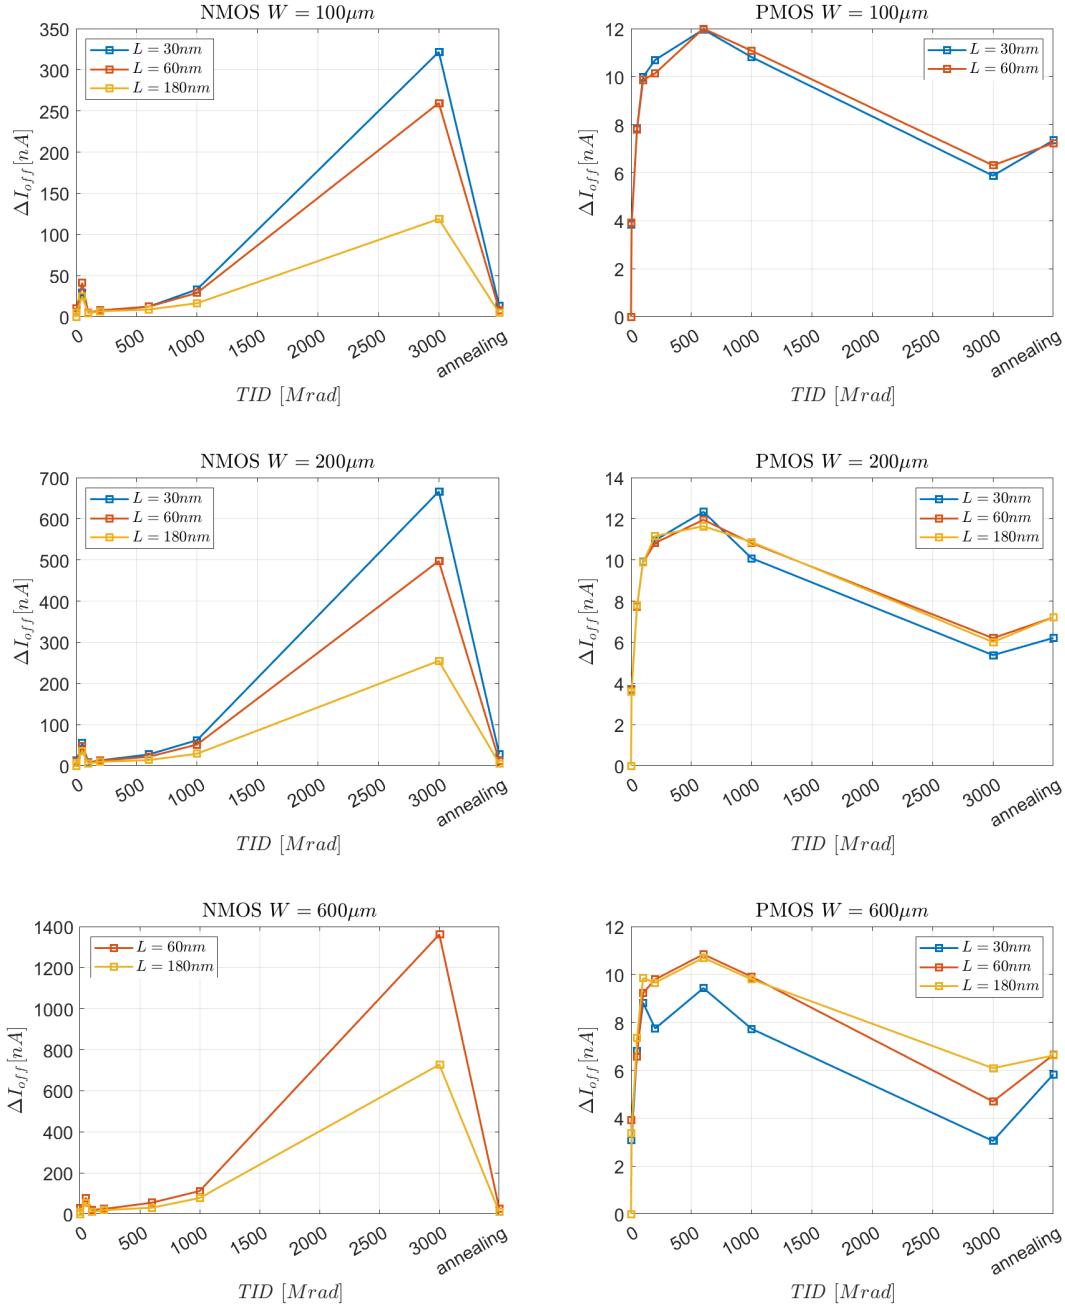 NMOS W = 100μm
350
300
250
200
150
100
50
0
ΔI_off[nA]
L = 30nm
L = 60nm
L = 180nm
0 500 1000 1500 2000 2500 3000 annealing
TID [Mrad]
PMOS W = 100μm
12
10
8
6
4
2
0
ΔI_off[nA]
L = 30nm
L = 60nm
0 500 1000 1500 2000 2500 3000 annealing
TID [Mrad]
NMOS W = 200μm
700
600
500
400
300
200
100
0
ΔI_off[nA]
L = 30nm
L = 60nm
L = 180nm
0 500 1000 1500 2000 2500 3000 annealing
TID [Mrad]
PMOS W = 200μm
14
12
10
8
6
4
2
0
ΔI_off[nA]
L = 30nm
L = 60nm
L = 180nm
0 500 1000 1500 2000 2500 3000 annealing
TID [Mrad]
NMOS W = 600μm
1400
1200
1000
800
600
400
200
0
ΔI_off[nA]
L = 60nm
L = 180nm
0 500 1000 1500 2000 2500 3000 annealing
TID [Mrad]
PMOS W = 600μm
12
10
8
6
4
2
0
ΔI_off[nA]
L = 30nm
L = 60nm
L = 180nm
0 500 1000 1500 2000 2500 3000 annealing
TID [Mrad]